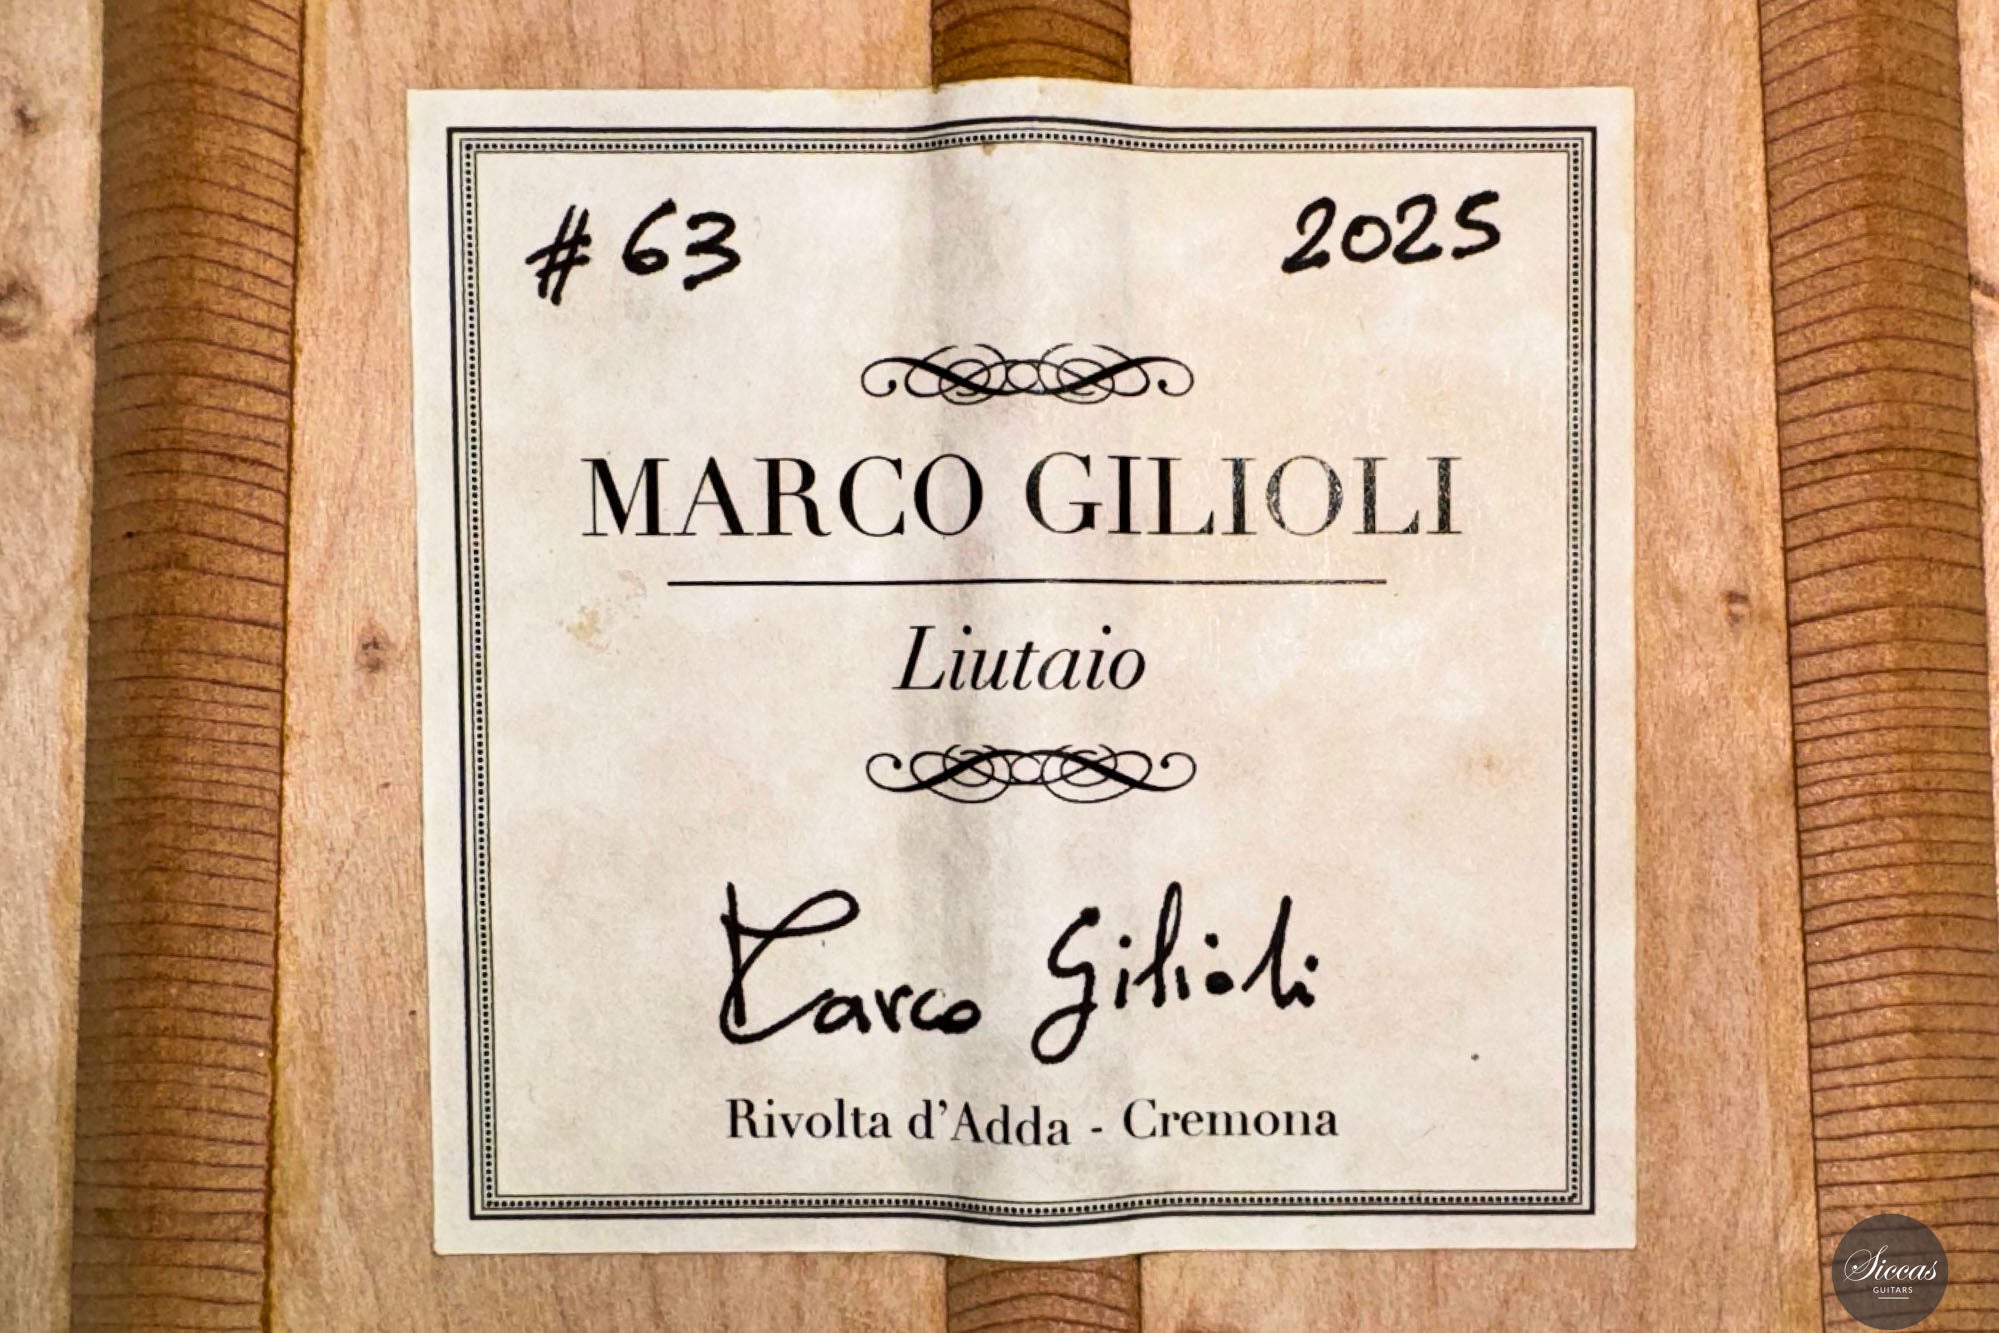 # 63 2025
MARCO GILIOLI
Liutaio
Marco Gilioli
Rivolta d'Adda - Cremona
Siccas
GUITARS